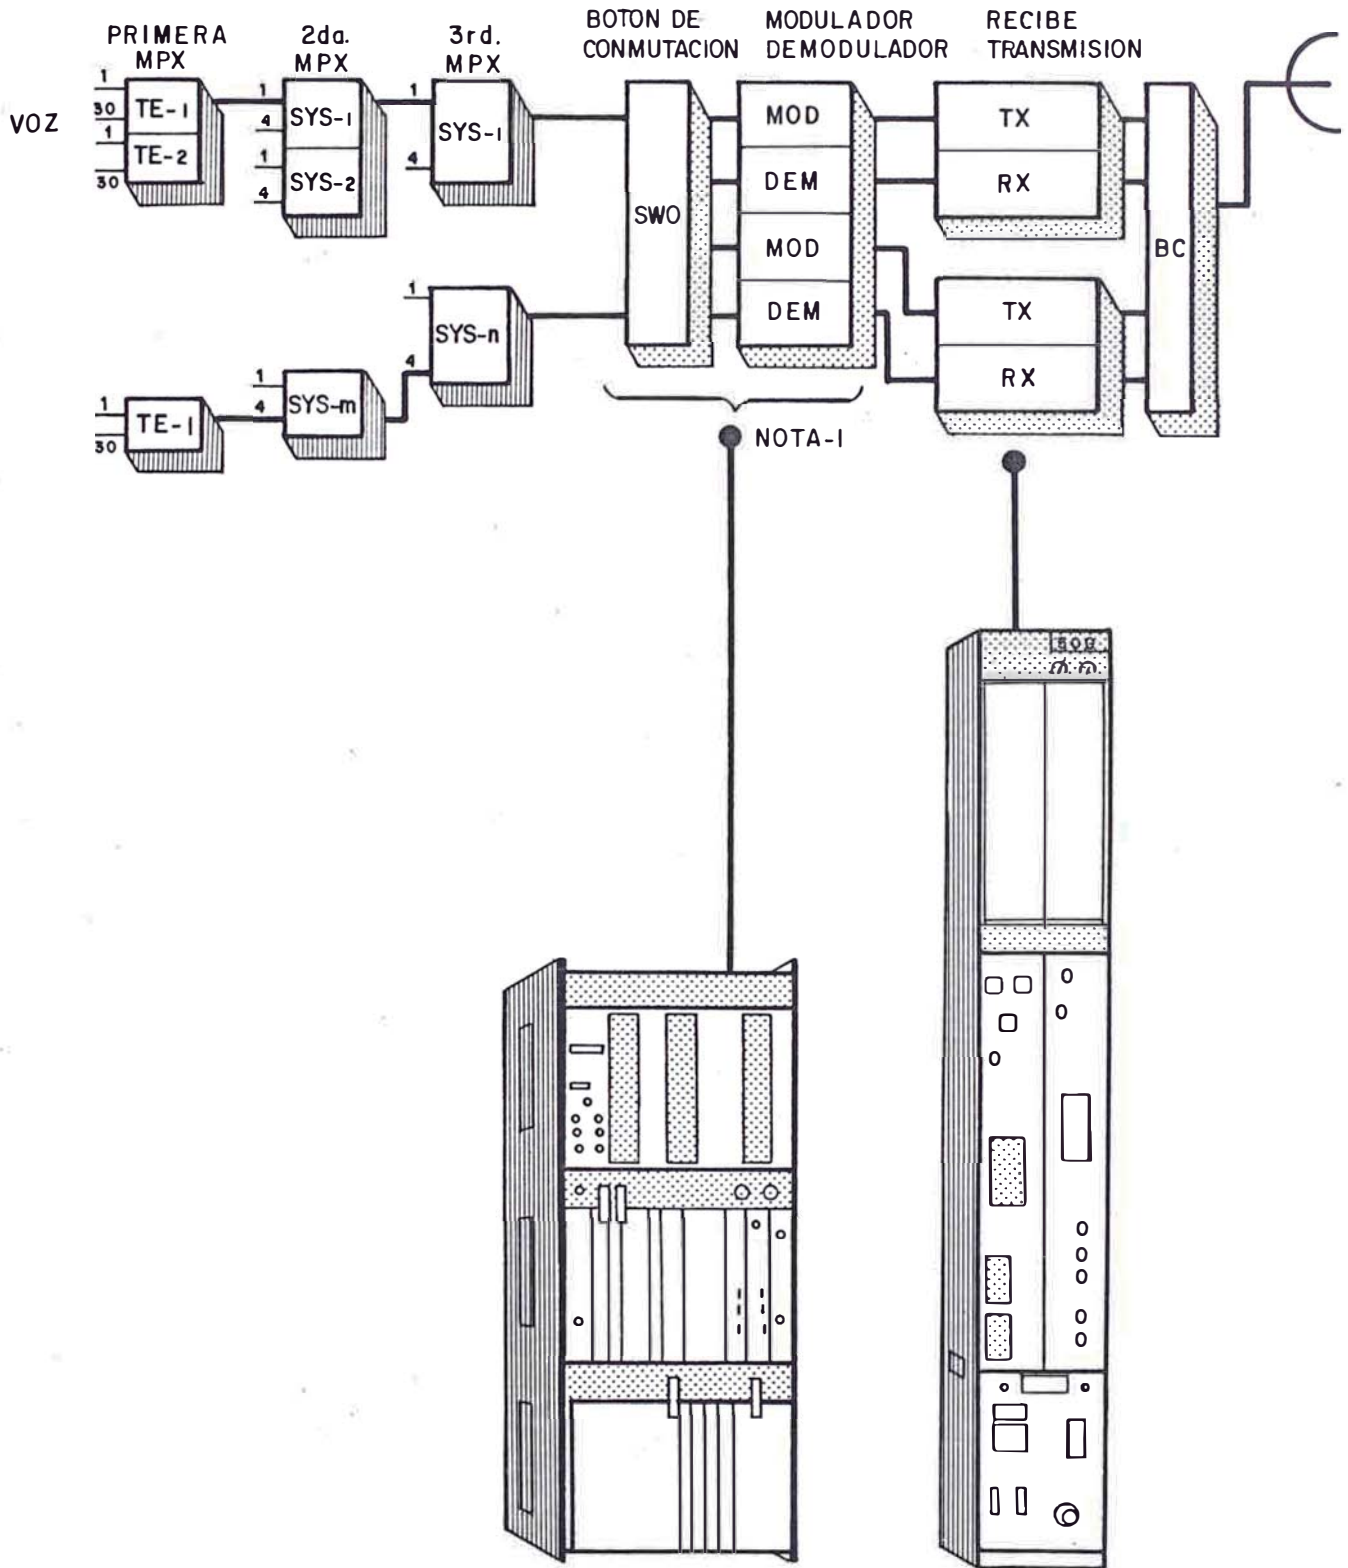 PRIMERA
MPX
2da.
MPX
3rd.
MPX
BOTON DE
CONMUTACION
MODULADOR
DEMODULADOR
RECIBE
TRANSMISION
VOZ
1
30
1
30
TE-1
TE-2
1
4
1
4
SYS-1
SYS-2
1
4
SYS-1
SWO
MOD
DEM
MOD
DEM
TX
RX
TX
RX
BC
1
4
SYS-n
1
4
SYS-m
1
30
TE-1
NOTA-1